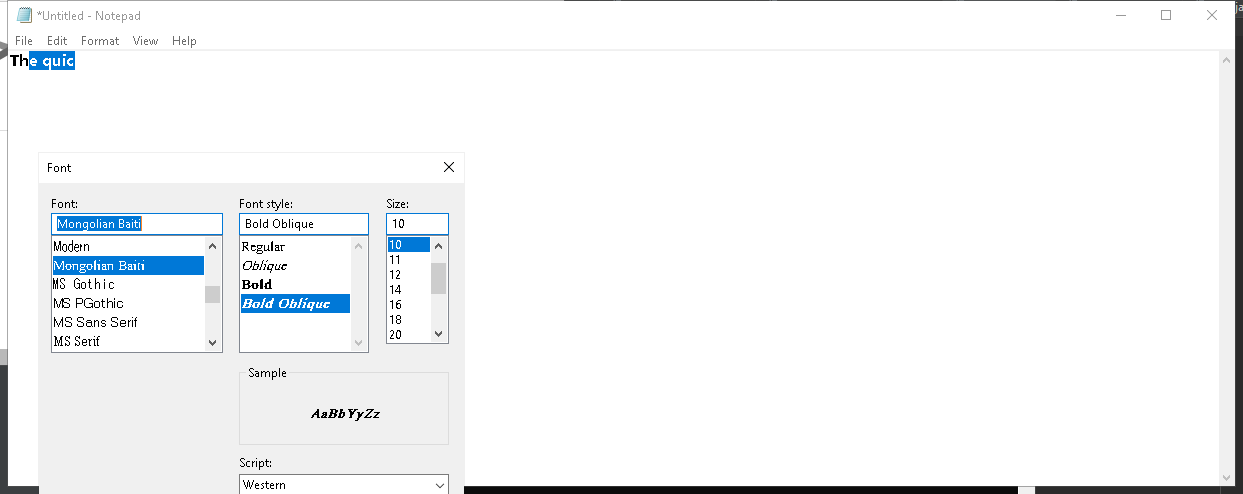 *Untitled - Notepad
File Edit Format View Help
The quic
Font
Font: Font style: Size:
Mongolian Baiti Bold Oblique 10
Modern Regular 10
Mongolian Baiti Oblique 11
MS Gothic Bold 12
MS PGothic Bold Oblique 14
MS Sans Serif 16
MS Serif 18
20
Sample
AaBbYyZz
Script:
Western